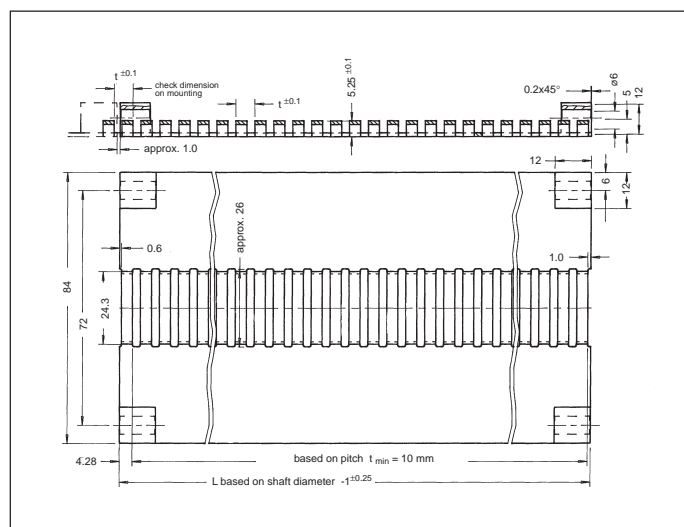 t ±0.1
check dimension
on mounting
t ±0.1
5.25 ±0.1
0.2x45°
ø6
5
12
approx. 1.0
12
6
12
0.6
approx. 26
1.0
84
72
24.3
4.28
based on pitch t min = 10 mm
L based on shaft diameter -1±0.25